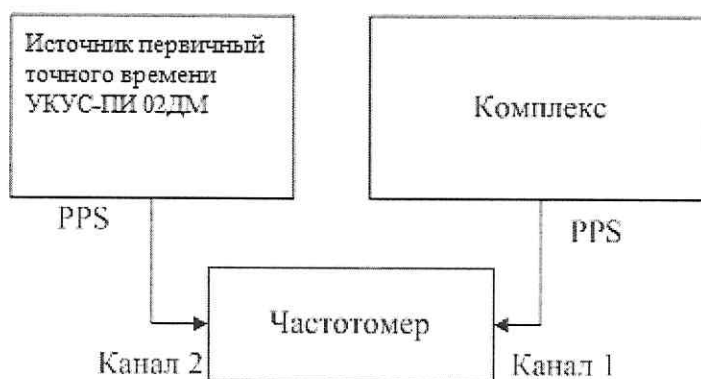 Источник первичный
точного времени
УКУС-ПИ 02ДМ
Комплекс
PPS
PPS
Частотомер
Канал 2
Канал 1